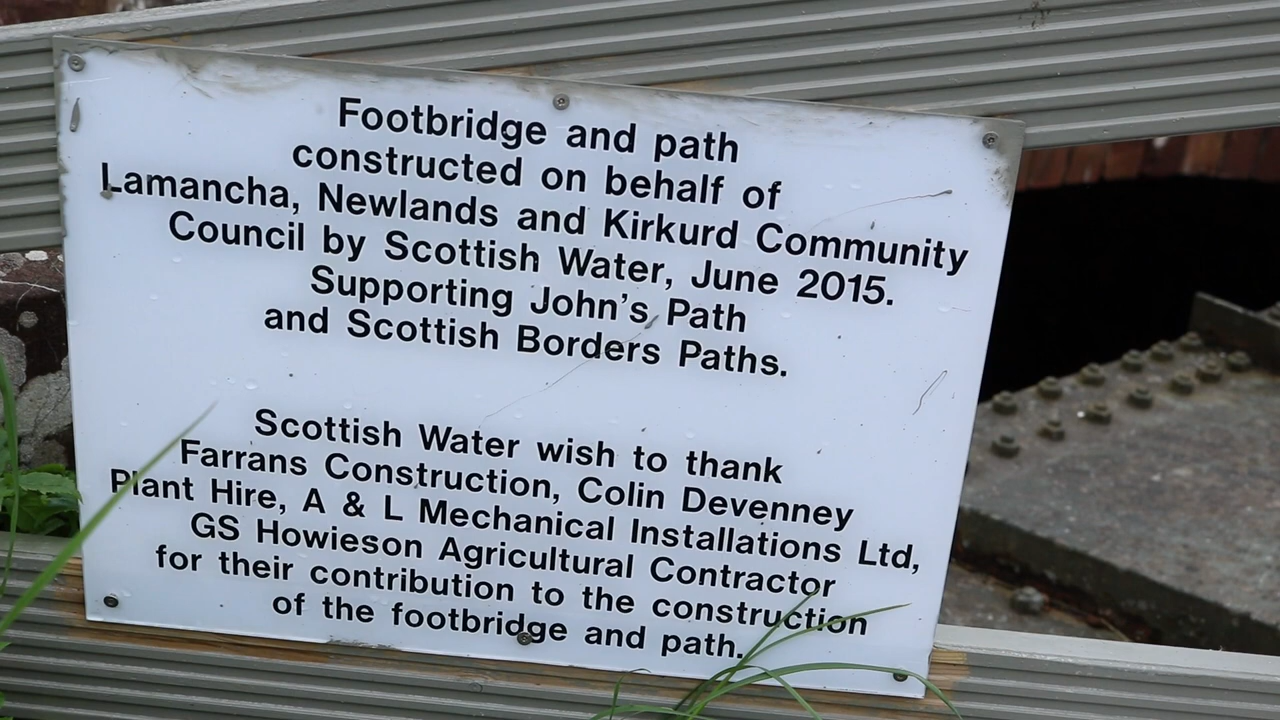 Footbridge and path
constructed on behalf of
Lamancha, Newlands and Kirkurd Community
Council by Scottish Water, June 2015.
Supporting John's Path
and Scottish Borders Paths.
Scottish Water wish to thank
Farrans Construction, Colin Devenney
Plant Hire, A & L Mechanical Installations Ltd,
GS Howieson Agricultural Contractor
for their contribution to the construction
of the footbridge and path.